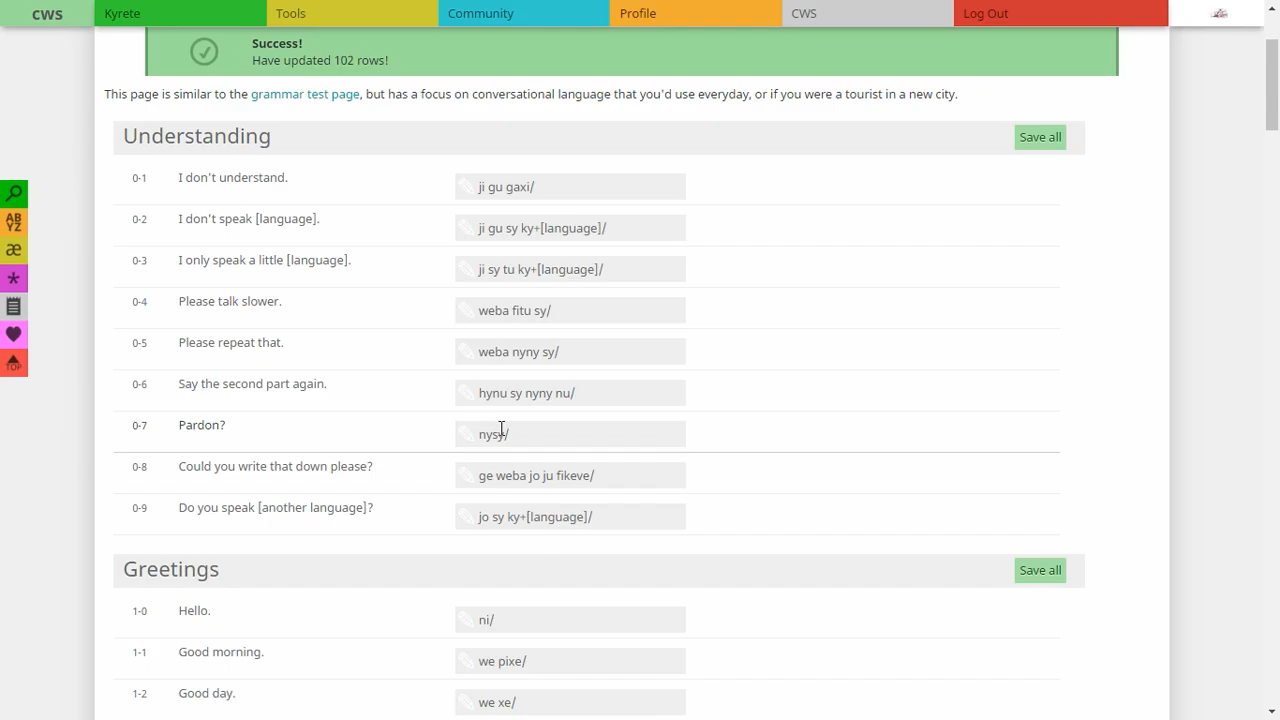 CWS Kyrete Tools Community Profile CWS Log Out
Success!
Have updated 102 rows!
This page is similar to the grammar test page, but has a focus on conversational language that you'd use everyday, or if you were a tourist in a new city.
Understanding Save all
0-1 I don't understand. ji gu gaxi/
0-2 I don't speak [language]. ji gu sy ky+[language]/
0-3 I only speak a little [language]. ji sy tu ky+[language]/
0-4 Please talk slower. weba fitu sy/
0-5 Please repeat that. weba nyny sy/
0-6 Say the second part again. hynu sy nyny nu/
0-7 Pardon? nysy/
0-8 Could you write that down please? ge weba jo ju fikeve/
0-9 Do you speak [another language]? jo sy ky+[language]/
Greetings Save all
1-0 Hello. ni/
1-1 Good morning. we pixe/
1-2 Good day. we xe/
AB
YZ
æ
*
TOP